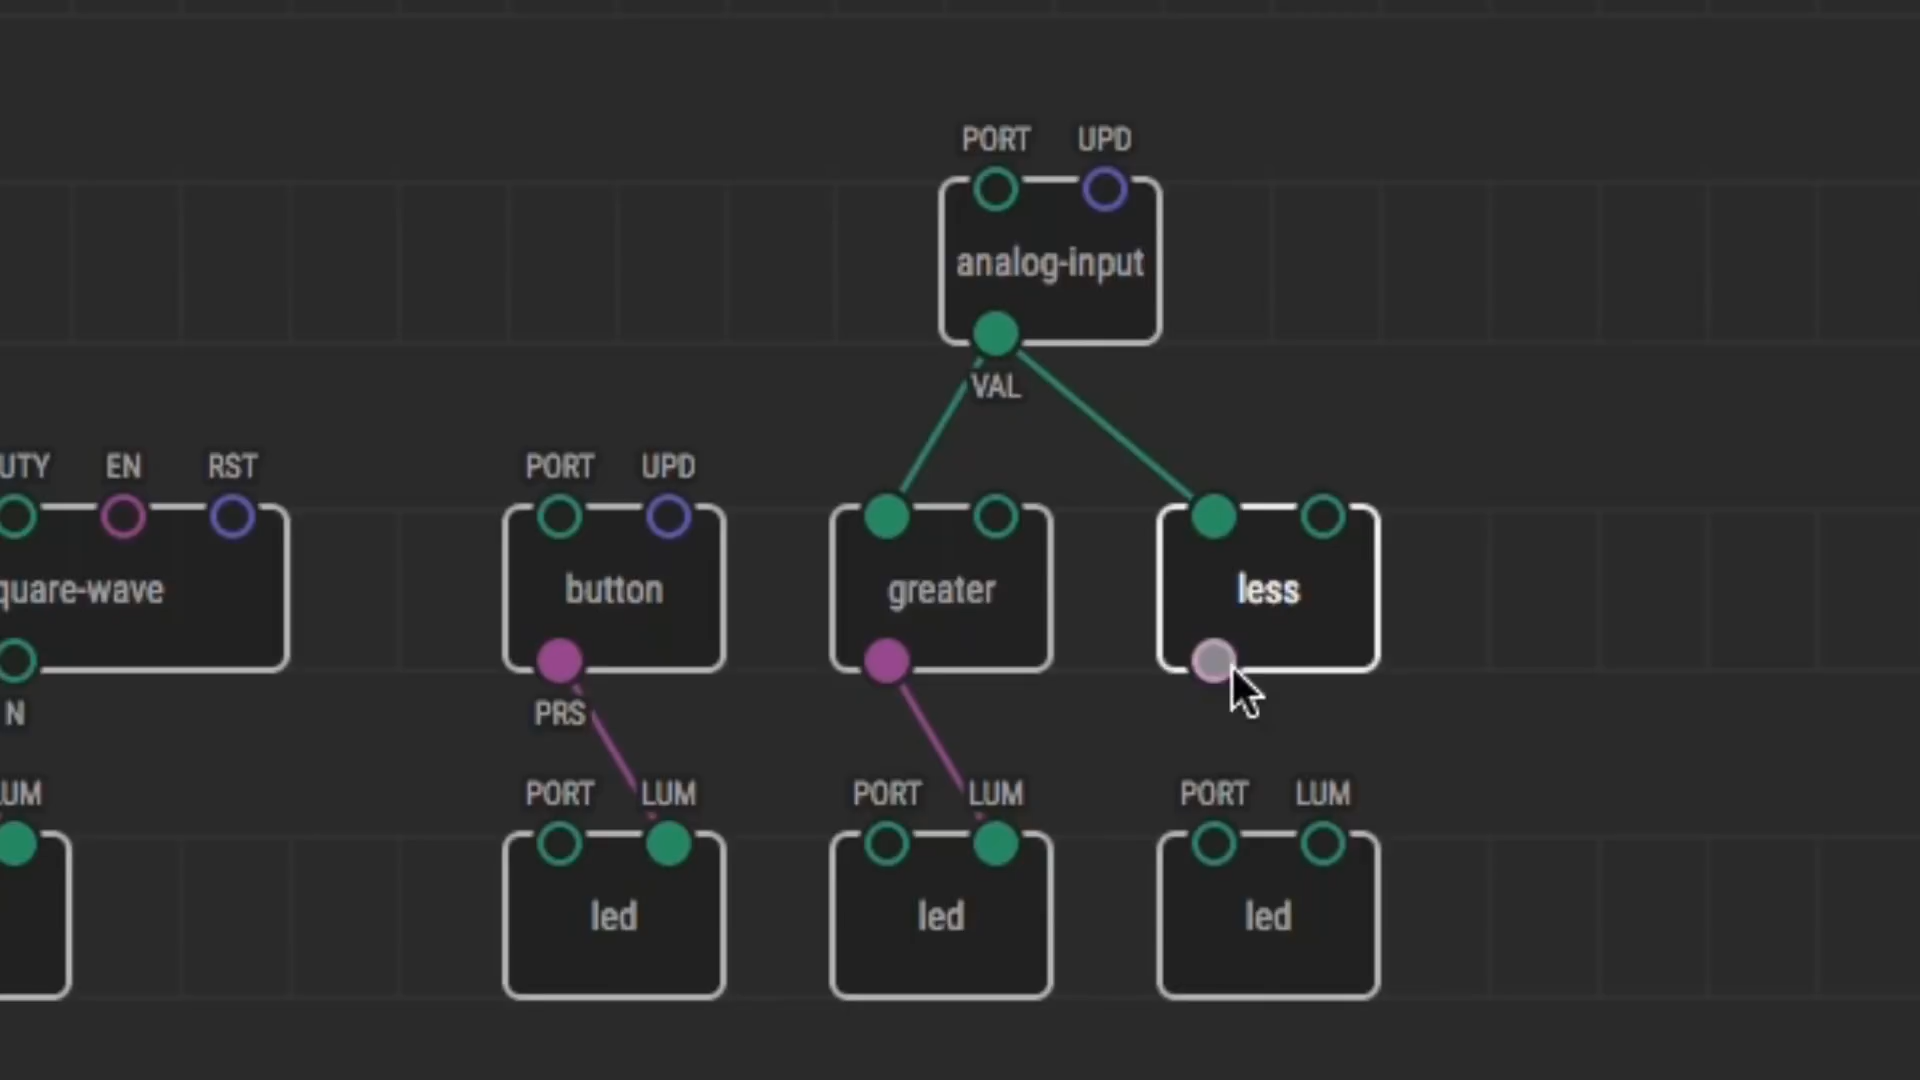 PORT UPD
analog-input
VAL
UTY EN RST
PORT UPD
quare-wave
button
greater
less
N
PRS
LUM
PORT LUM
PORT LUM
PORT LUM
led
led
led